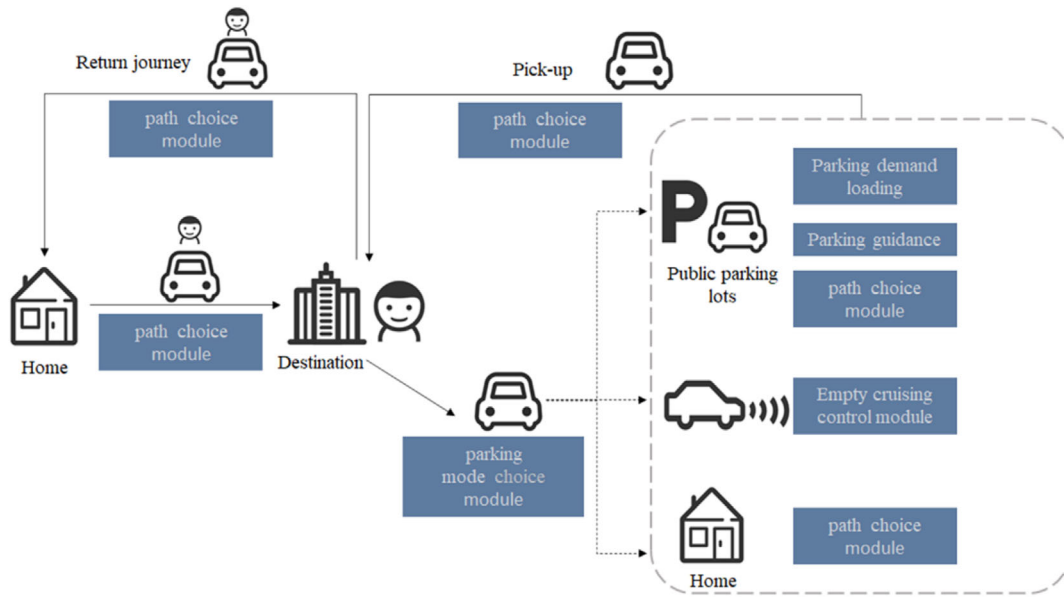 Return journey
path choice
module
Pick-up
path choice
module
Home
path choice
module
Destination
parking
mode choice
module
P
Public parking
lots
Parking demand
loading
Parking guidance
path choice
module
Empty cruising
control module
Home
path choice
module